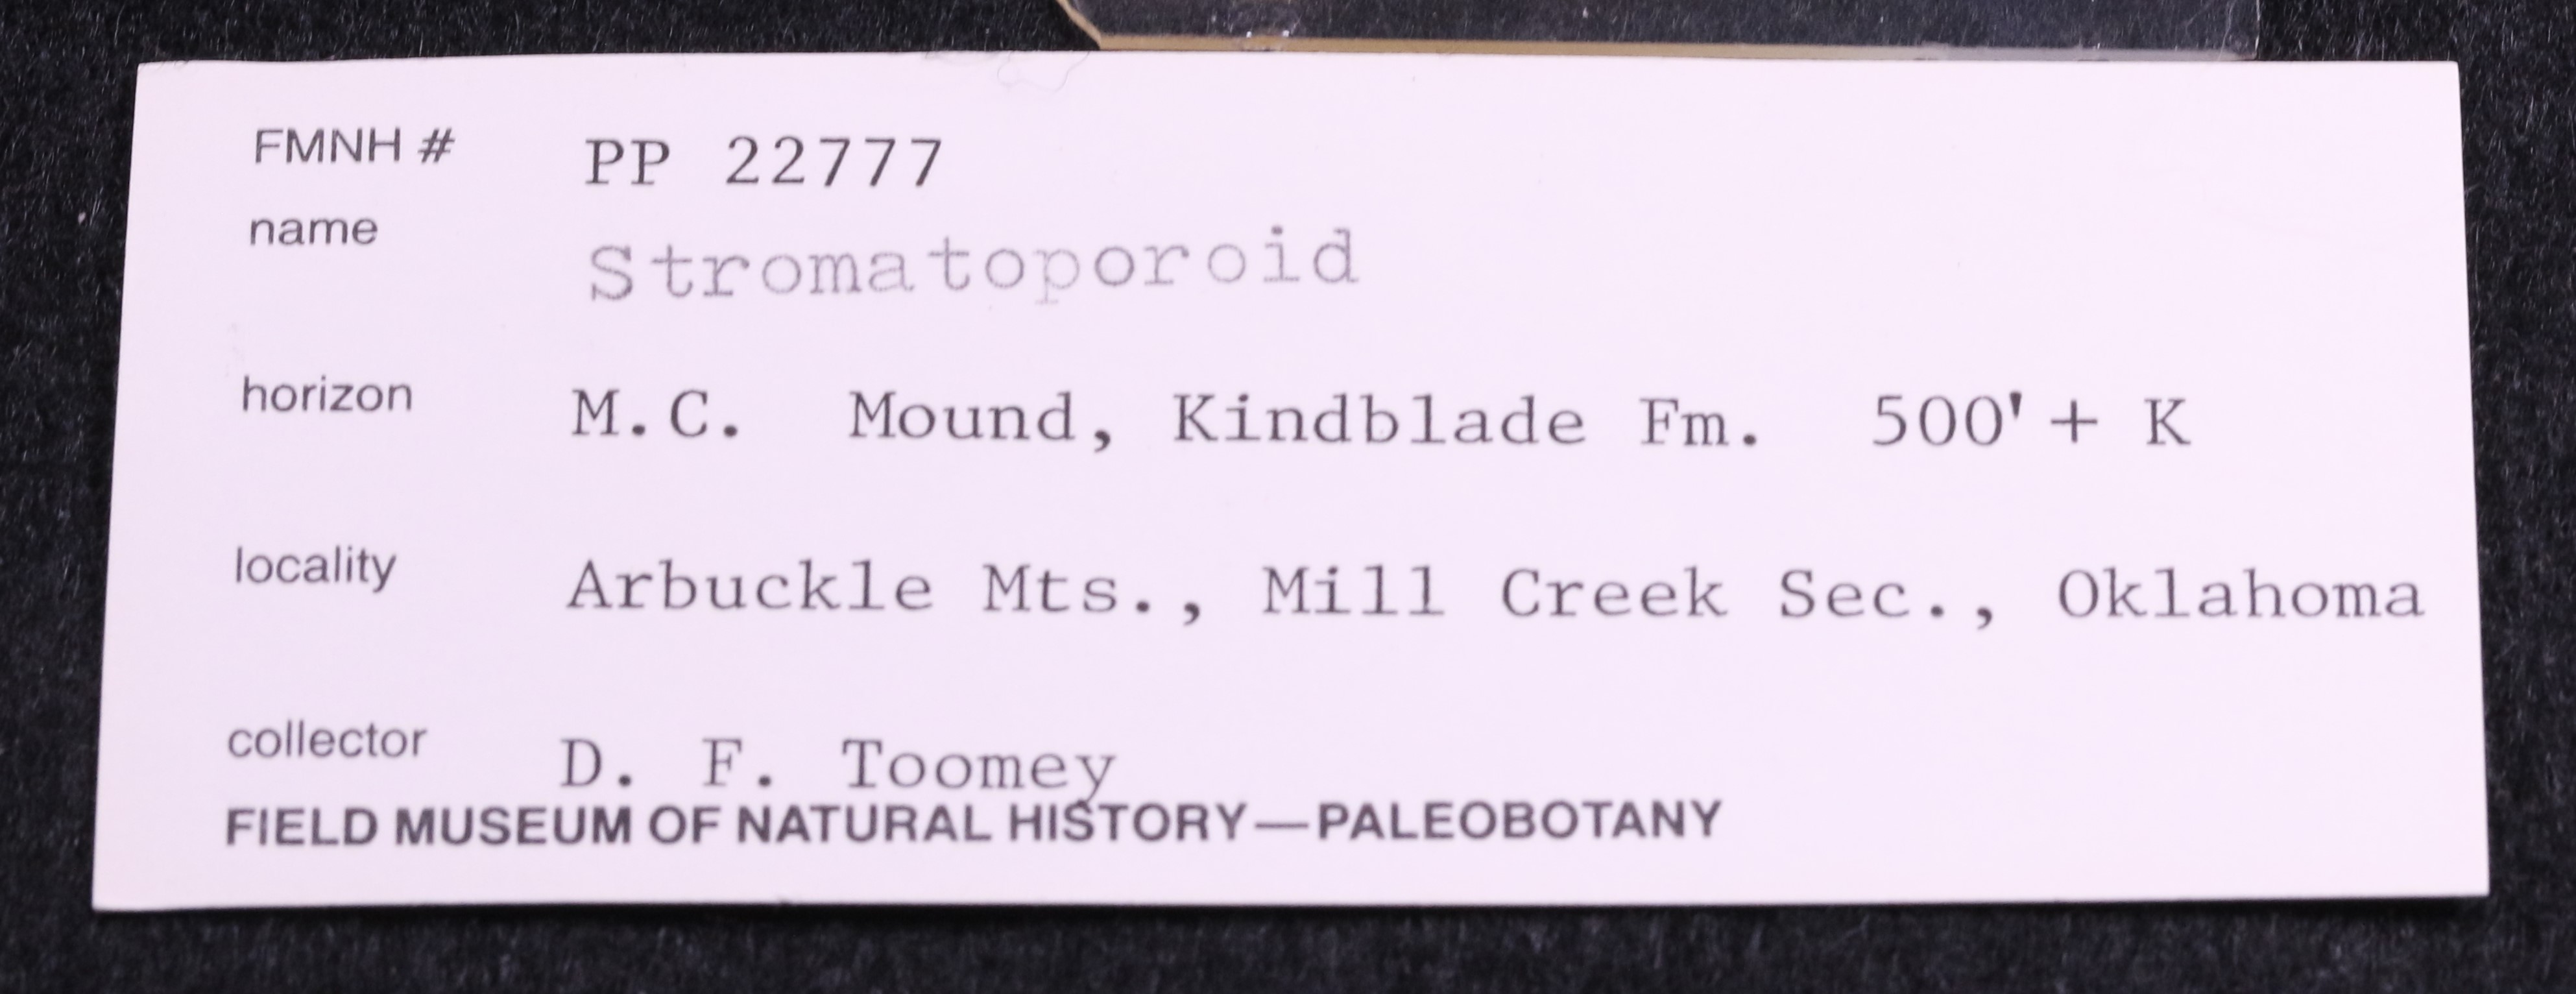 FMNH # PP 22777
name Stromatoporoid
horizon M.C. Mound, Kindblade Fm. 500'+ K
locality Arbuckle Mts., Mill Creek Sec., Oklahoma
collector D. F. Toomey
FIELD MUSEUM OF NATURAL HISTORY—PALEOBOTANY